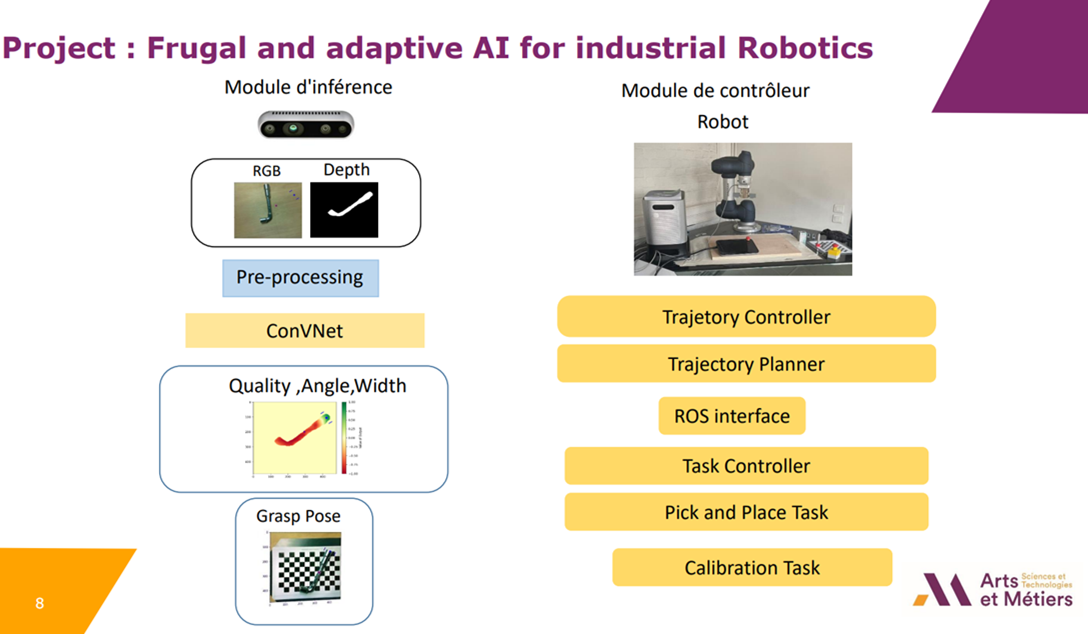 Project : Frugal and adaptive AI for industrial Robotics
Module d'inférence
RGB
Depth
Pre-processing
ConVNet
Quality ,Angle,Width
Grasp Pose
Module de contrôleur
Robot
Trajetory Controller
Trajectory Planner
ROS interface
Task Controller
Pick and Place Task
Calibration Task
8
Arts
et Métiers
Sciences et
Technologies